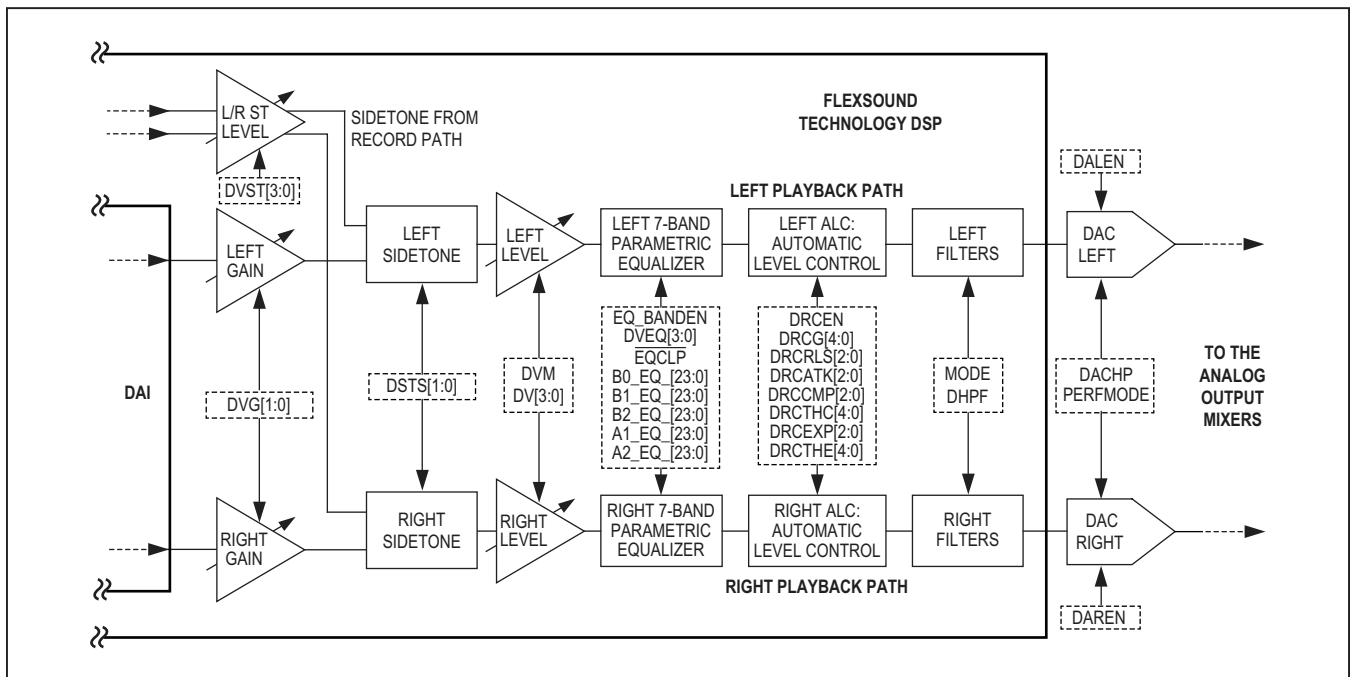 L/R ST
LEVEL
SIDETONE FROM
RECORD PATH
FLEXSOUND
TECHNOLOGY DSP
DVST[3:0]
DALEN
LEFT PLAYBACK PATH
LEFT
GAIN
LEFT
SIDETONE
LEFT
LEVEL
LEFT 7-BAND
PARAMETRIC
EQUALIZER
LEFT ALC:
AUTOMATIC
LEVEL CONTROL
LEFT
FILTERS
DAC
LEFT
DAI
DVG[1:0]
DSTS[1:0]
DVM
DV[3:0]
EQ_BANDEN
DVEQ[3:0]
EQCLP
B0_EQ_[23:0]
B1_EQ_[23:0]
B2_EQ_[23:0]
A1_EQ_[23:0]
A2_EQ_[23:0]
DRCEN
DRCG[4:0]
DRCRLS[2:0]
DRCATK[2:0]
DRCCMP[2:0]
DRCTHC[4:0]
DRCEXP[2:0]
DRCTHE[4:0]
MODE
DHPF
DACHP
PERFMODE
TO THE
ANALOG
OUTPUT
MIXERS
RIGHT
GAIN
RIGHT
SIDETONE
RIGHT
LEVEL
RIGHT 7-BAND
PARAMETRIC
EQUALIZER
RIGHT ALC:
AUTOMATIC
LEVEL CONTROL
RIGHT
FILTERS
DAC
RIGHT
RIGHT PLAYBACK PATH
DAREN